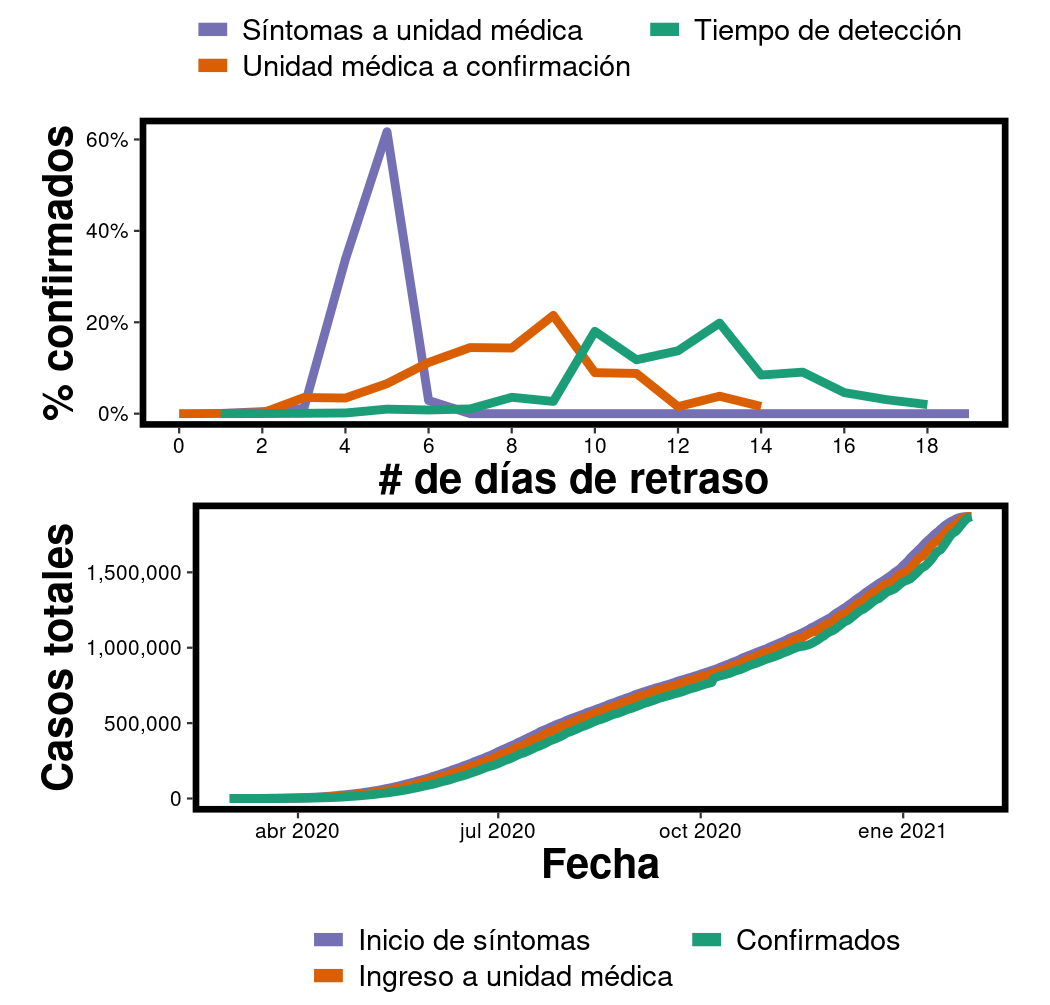 Síntomas a unidad médica
Tiempo de detección
Unidad médica a confirmación
% confirmados
60%
40%
20%
0%
0 2 4 6 8 10 12 14 16 18
# de días de retraso
Casos totales
1,500,000
1,000,000
500,000
0
abr 2020 jul 2020 oct 2020 ene 2021
Fecha
Inicio de síntomas
Confirmados
Ingreso a unidad médica